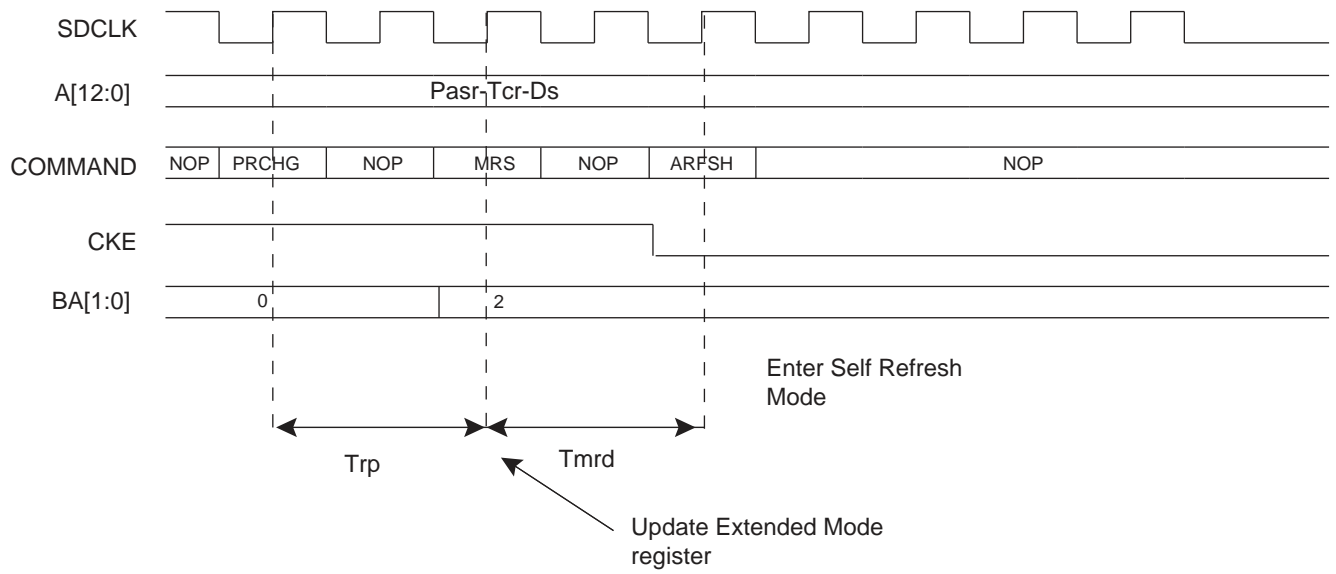 SDCLK
A[12:0]
Pasr-Tcr-Ds
COMMAND
NOP
PRCHG
NOP
MRS
NOP
ARFSH
NOP
CKE
BA[1:0]
0
2
Enter Self Refresh
Mode
Trp
Tmrd
Update Extended Mode
register